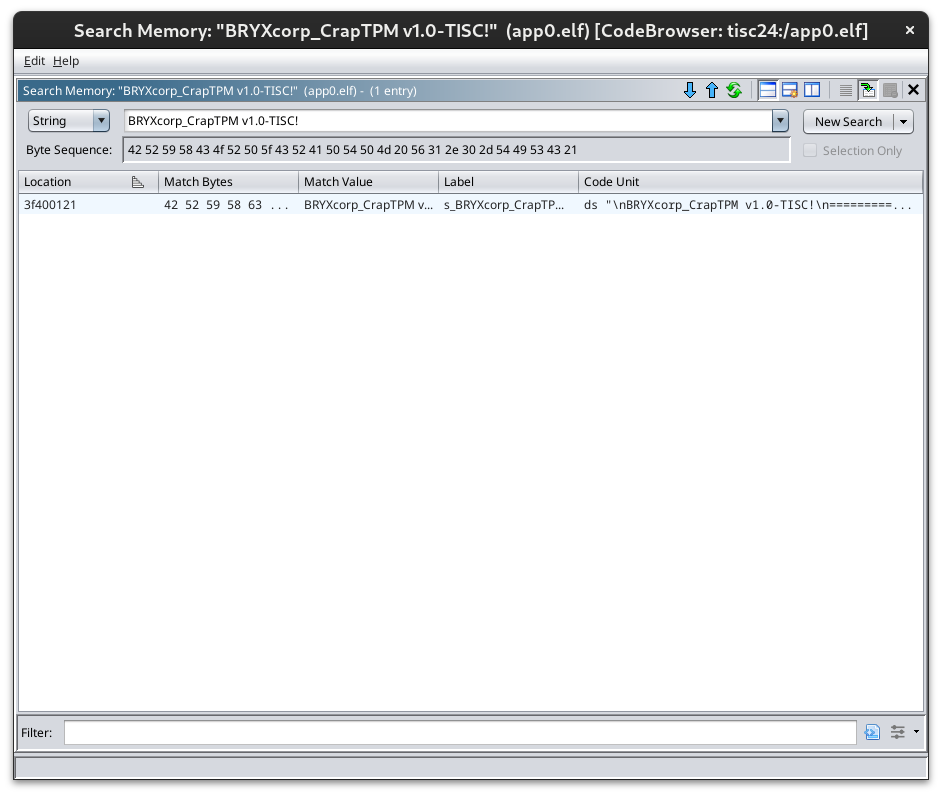 Search Memory: "BRYXcorp_CrapTPM v1.0-TISC!"  (app0.elf) [CodeBrowser: tisc24:/app0.elf]
Edit Help
Search Memory: "BRYXcorp_CrapTPM v1.0-TISC!"  (app0.elf) -  (1 entry)
String BRYXcorp_CrapTPM v1.0-TISC! New Search
Byte Sequence: 42 52 59 58 43 4f 52 50 5f 43 52 41 50 54 50 4d 20 56 31 2e 30 2d 54 49 53 43 21 Selection Only
Location Match Bytes Match Value Label Code Unit
3f400121 42 52 59 58 63 ... BRYXcorp_CrapTPM v... s_BRYXcorp_CrapTP... ds "\nBRYXcorp_CrapTPM v1.0-TISC!\n=========...
Filter: